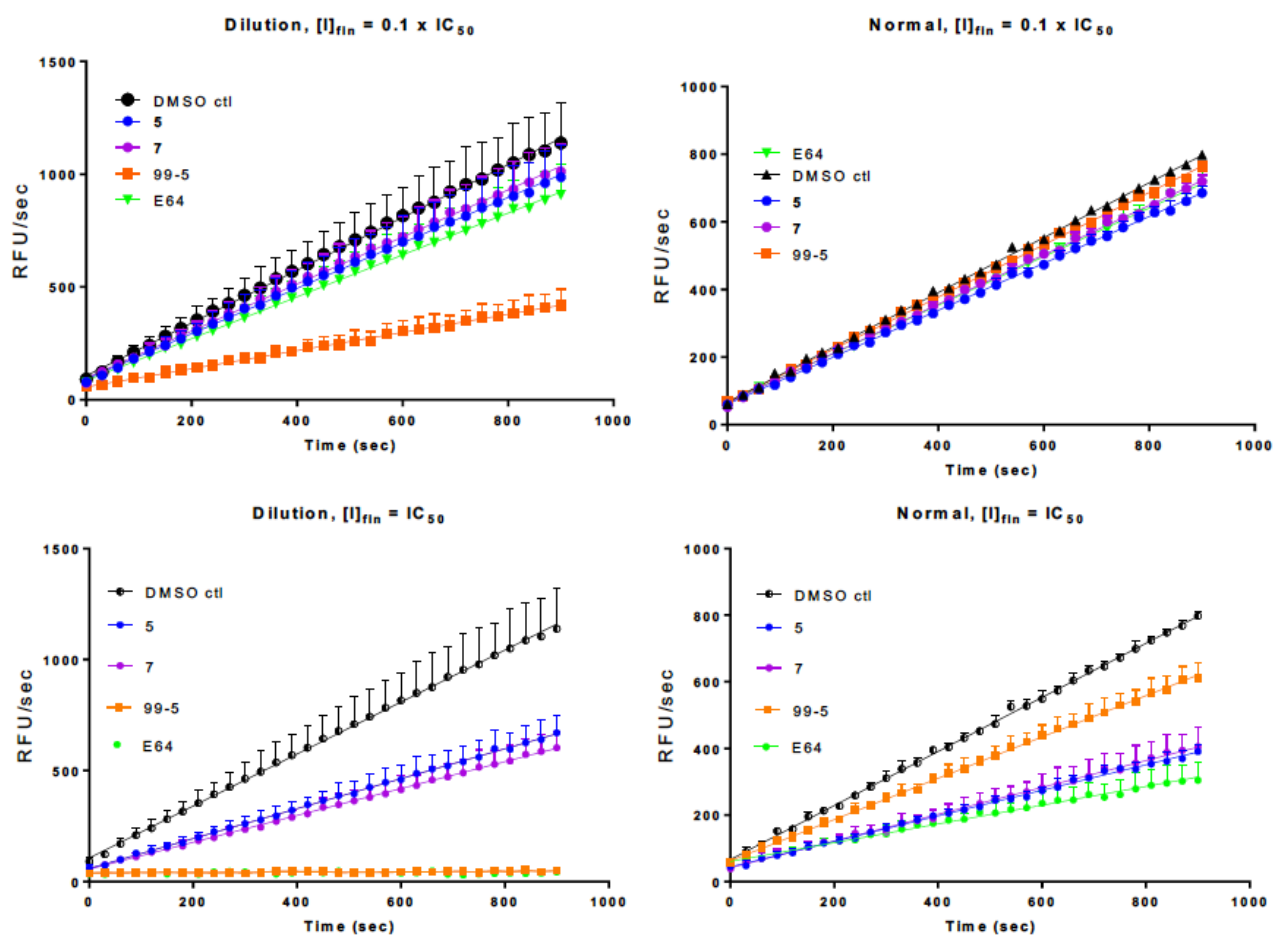 Dilution, [I]fin = 0.1 x IC50
1500
1000
500
0
RFU/sec
DMSO ctl
5
7
99-5
E64
0 200 400 600 800 1000
Time (sec)
Normal, [I]fin = 0.1 x IC50
1000
800
600
400
200
0
RFU/sec
E64
DMSO ctl
5
7
99-5
0 200 400 600 800 1000
Time (sec)
Dilution, [I]fin = IC50
1500
1000
500
0
RFU/sec
DMSO ctl
5
7
99-5
E64
0 200 400 600 800 1000
Time (sec)
Normal, [I]fin = IC50
1000
800
600
400
200
0
RFU/sec
DMSO ctl
5
7
99-5
E64
0 200 400 600 800 1000
Time (sec)